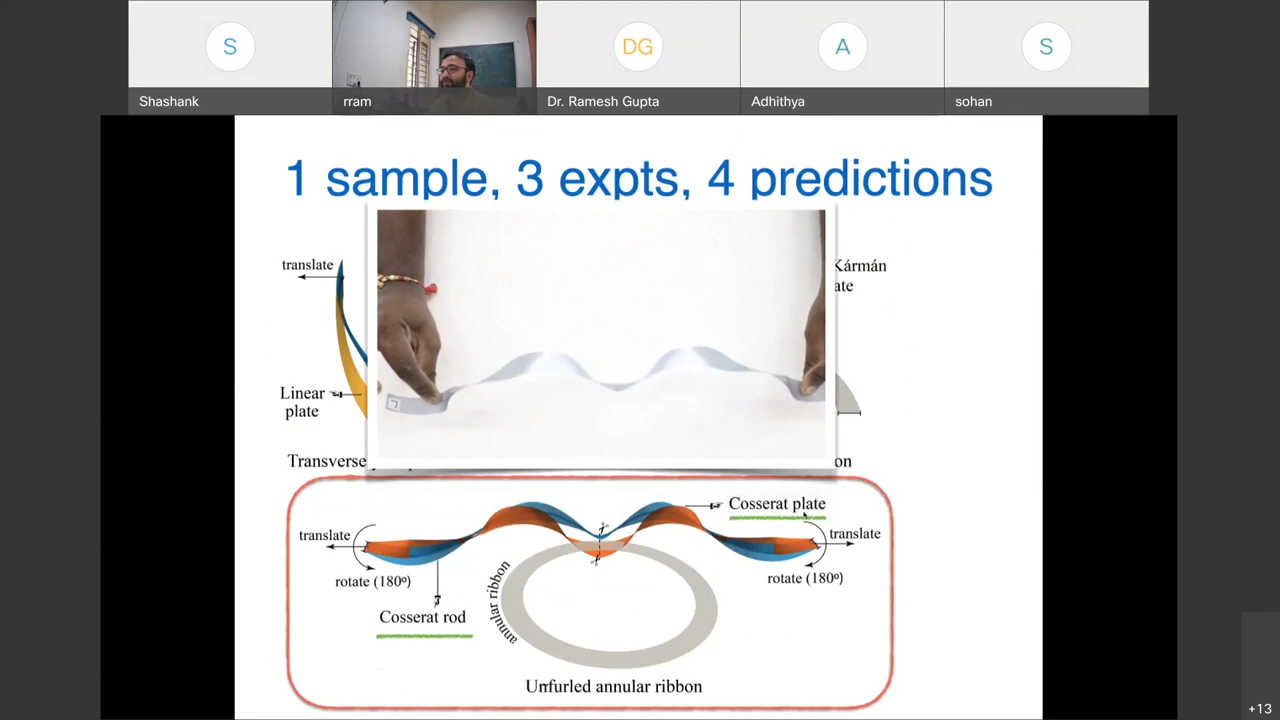 S
DG
A
S
Shashank
rram
Dr. Ramesh Gupta
Adhithya
sohan
1 sample, 3 expts, 4 predictions
translate
Kármán
ate
Linear
plate
Transverse
on
Cosserat plate
translate
translate
rotate (180º)
rotate (180º)
annular ribbon
Cosserat rod
Unfurled annular ribbon
+13